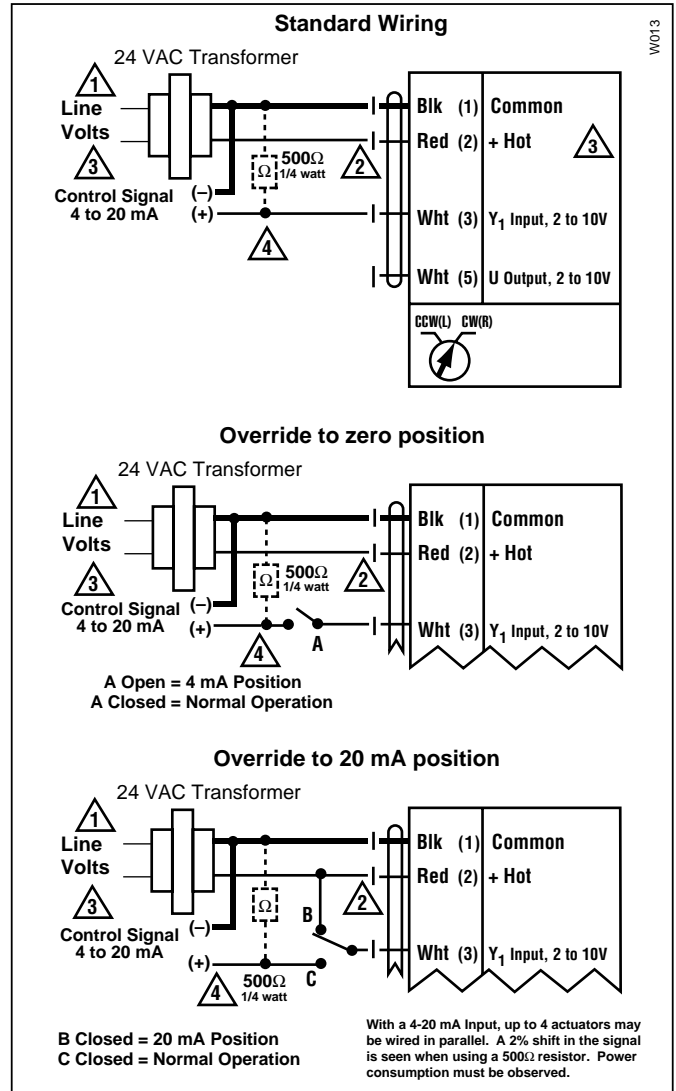 Standard Wiring
W013
24 VAC Transformer
1
Line
Volts
3
Control Signal
4 to 20 mA
(–)
(+)
Ω
500Ω
1/4 watt
2
4
Blk (1) Common
Red (2) + Hot
3
Wht (3) Y₁ Input, 2 to 10V
Wht (5) U Output, 2 to 10V
CCW(L) CW(R)
Override to zero position
24 VAC Transformer
1
Line
Volts
3
Control Signal
4 to 20 mA
(–)
(+)
Ω
500Ω
1/4 watt
2
4
A
Blk (1) Common
Red (2) + Hot
Wht (3) Y₁ Input, 2 to 10V
A Open = 4 mA Position
A Closed = Normal Operation
Override to 20 mA position
24 VAC Transformer
1
Line
Volts
3
Control Signal
4 to 20 mA
(–)
(+)
Ω
4
500Ω
1/4 watt
B
C
2
Blk (1) Common
Red (2) + Hot
Wht (3) Y₁ Input, 2 to 10V
B Closed = 20 mA Position
C Closed = Normal Operation
With a 4-20 mA Input, up to 4 actuators may
be wired in parallel. A 2% shift in the signal
is seen when using a 500Ω resistor. Power
consumption must be observed.